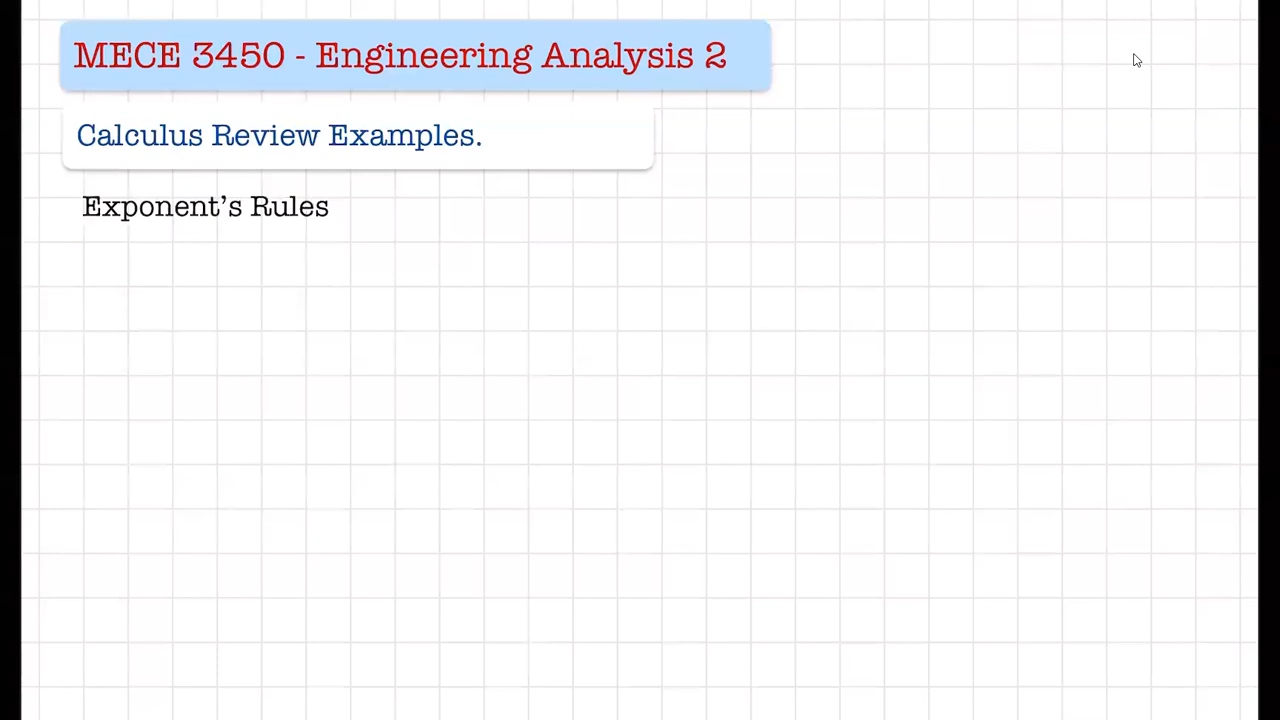 MECE 3450 - Engineering Analysis 2
Calculus Review Examples.
Exponent’s Rules